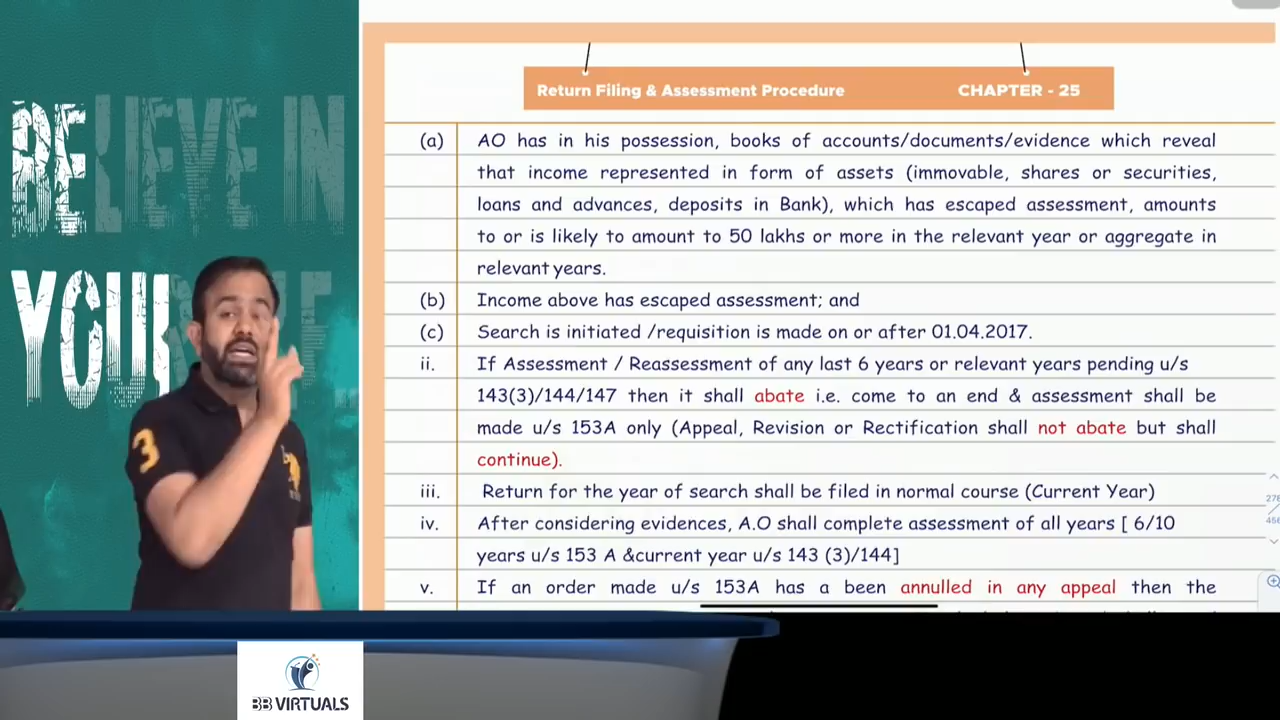 BELIEVE IN
YOURSELF
3
Return Filing & Assessment Procedure CHAPTER - 25
(a) AO has in his possession, books of accounts/documents/evidence which reveal
that income represented in form of assets (immovable, shares or securities,
loans and advances, deposits in Bank), which has escaped assessment, amounts
to or is likely to amount to 50 lakhs or more in the relevant year or aggregate in
relevant years.
(b) Income above has escaped assessment; and
(c) Search is initiated /requisition is made on or after 01.04.2017.
ii. If Assessment / Reassessment of any last 6 years or relevant years pending u/s
143(3)/144/147 then it shall abate i.e. come to an end & assessment shall be
made u/s 153A only (Appeal, Revision or Rectification shall not abate but shall
continue).
iii. Return for the year of search shall be filed in normal course (Current Year)
iv. After considering evidences, A.O shall complete assessment of all years [ 6/10
years u/s 153 A &current year u/s 143 (3)/144]
v. If an order made u/s 153A has a been annulled in any appeal then the
BB VIRTUALS